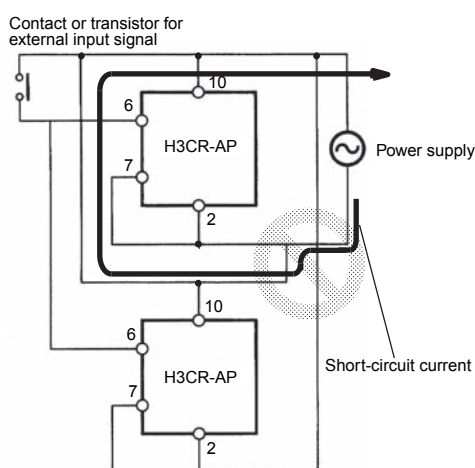 Contact or transistor for
external input signal
10
6
H3CR-AP
7
2
Power supply
10
6
H3CR-AP
7
2
Short-circuit current